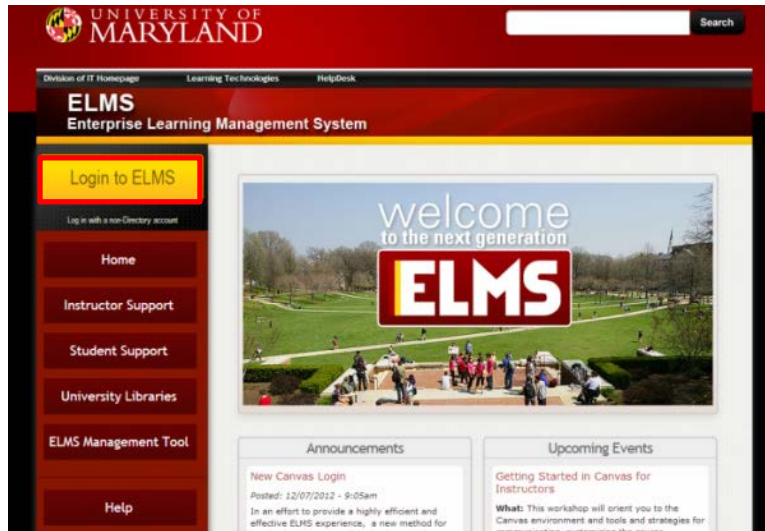 UNIVERSITY OF
MARYLAND
Search
Division of IT Homepage
Learning Technologies
HelpDesk
ELMS
Enterprise Learning Management System
Login to ELMS
Log in with a non-Directory account
Home
Instructor Support
Student Support
University Libraries
ELMS Management Tool
Help
welcome
to the next generation
ELMS
Announcements
New Canvas Login
Posted: 12/07/2012 - 9:05am
In an effort to provide a highly efficient and
effective ELMS experience, a new method for
Upcoming Events
Getting Started in Canvas for
Instructors
What: This workshop will orient you to the
Canvas environment and tools and strategies for